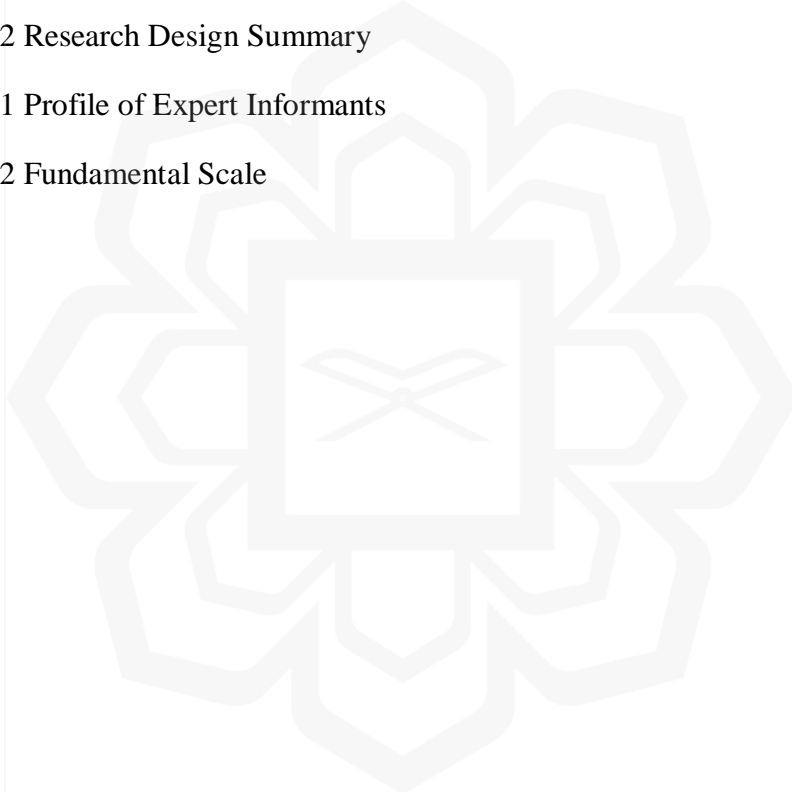 2 Research Design Summary
1 Profile of Expert Informants
2 Fundamental Scale